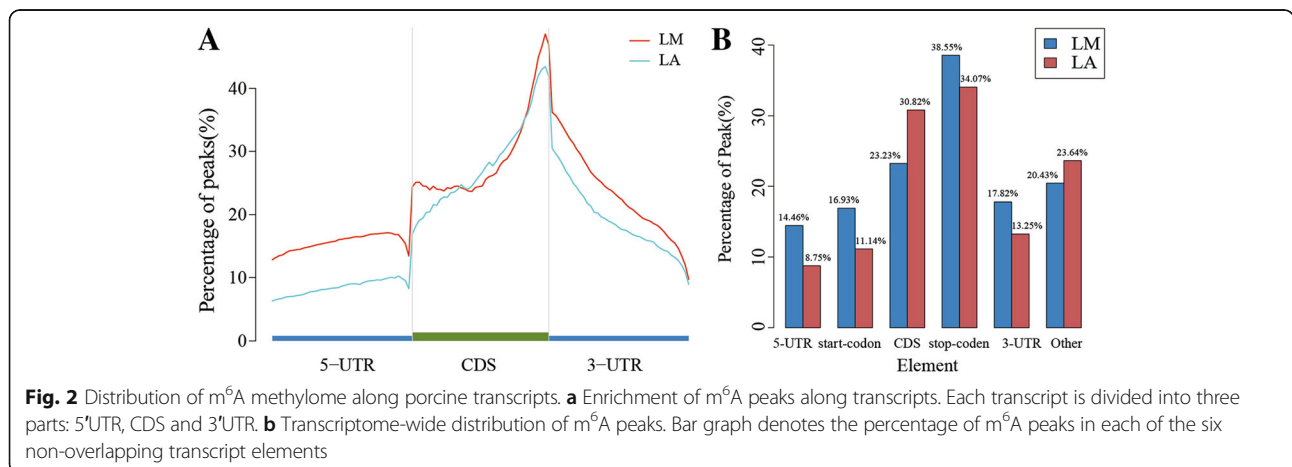 A
LM
LA
Percentage of peaks(%)
40
30
20
10
0
5−UTR CDS 3−UTR
B
LM
LA
Percentage of Peak(%)
40
30
20
10
0
14.46%
8.75%
16.93%
11.14%
23.23%
30.82%
38.55%
34.07%
17.82%
13.25%
20.43%
23.64%
5-UTR start-codon CDS stop-coden 3-UTR Other
Element
Fig. 2 Distribution of m⁶A methylome along porcine transcripts. a Enrichment of m⁶A peaks along transcripts. Each transcript is divided into three
parts: 5′UTR, CDS and 3′UTR. b Transcriptome-wide distribution of m⁶A peaks. Bar graph denotes the percentage of m⁶A peaks in each of the six
non-overlapping transcript elements